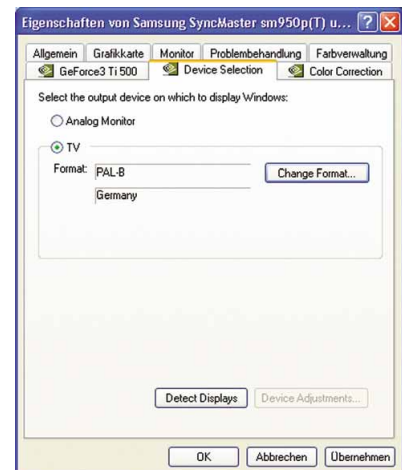 Eigenschaften von Samsung SyncMaster sm950p(T) u...
Allgemein Grafikkarte Monitor Problembehandlung Farbverwaltung
GeForce3 Ti 500 Device Selection Color Correction
Select the output device on which to display Windows:
Analog Monitor
TV
Format: PAL-B Change Format...
Germany
Detect Displays Device Adjustments...
OK Abbrechen Übernehmen